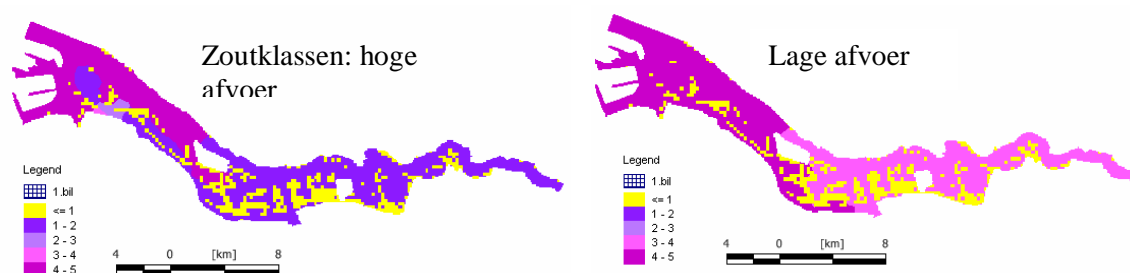 Zoutklassen: hoge
afvoer
Legend
1.bil
<= 1
1 - 2
2 - 3
3 - 4
4 - 5
4 0 [km] 8
Lage afvoer
Legend
1.bil
<= 1
1 - 2
2 - 3
3 - 4
4 - 5
4 0 [km] 8